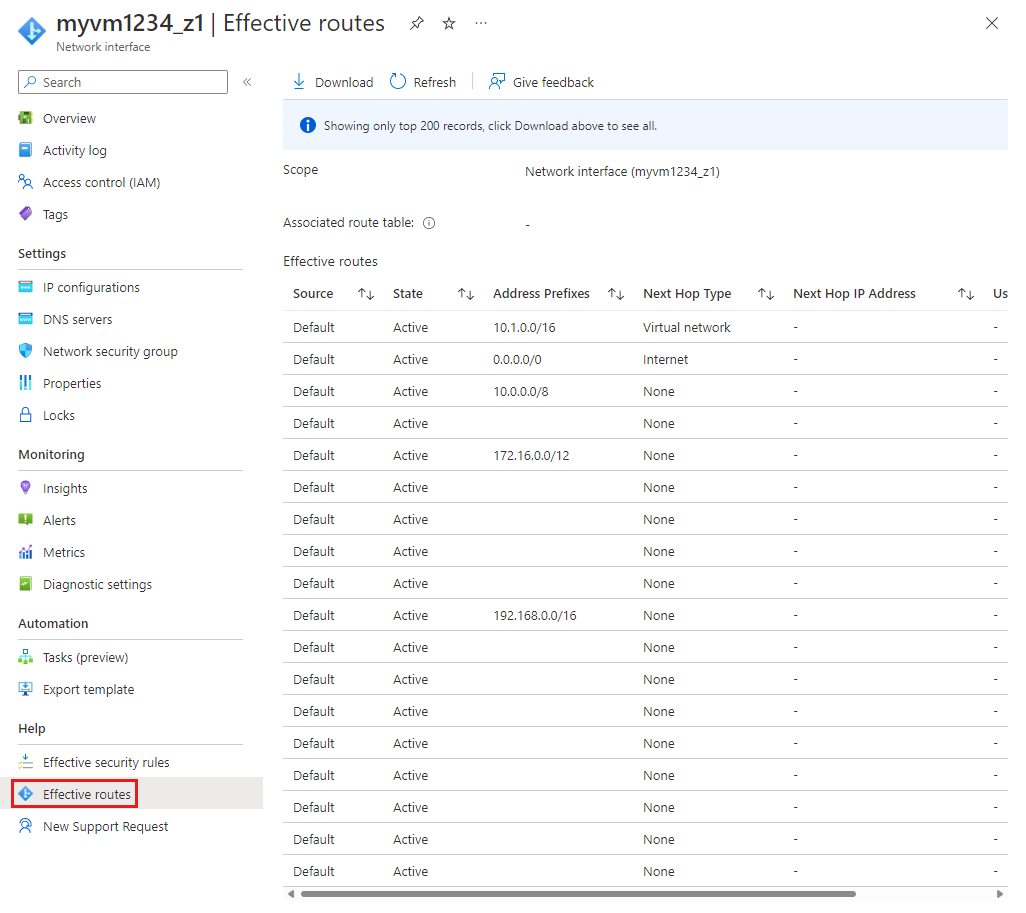 myvm1234_z1 | Effective routes
Network interface
Search
Overview
Activity log
Access control (IAM)
Tags
Settings
IP configurations
DNS servers
Network security group
Properties
Locks
Monitoring
Insights
Alerts
Metrics
Diagnostic settings
Automation
Tasks (preview)
Export template
Help
Effective security rules
Effective routes
New Support Request
Download Refresh Give feedback
Showing only top 200 records, click Download above to see all.
Scope Network interface (myvm1234_z1)
Associated route table: -
Effective routes
Source State Address Prefixes Next Hop Type Next Hop IP Address Us
Default Active 10.1.0.0/16 Virtual network - -
Default Active 0.0.0.0/0 Internet - -
Default Active 10.0.0.0/8 None - -
Default Active None - -
Default Active 172.16.0.0/12 None - -
Default Active None - -
Default Active None - -
Default Active None - -
Default Active None - -
Default Active 192.168.0.0/16 None - -
Default Active None - -
Default Active None - -
Default Active None - -
Default Active None - -
Default Active None - -
Default Active None - -
Default Active None - -
Default Active None - -